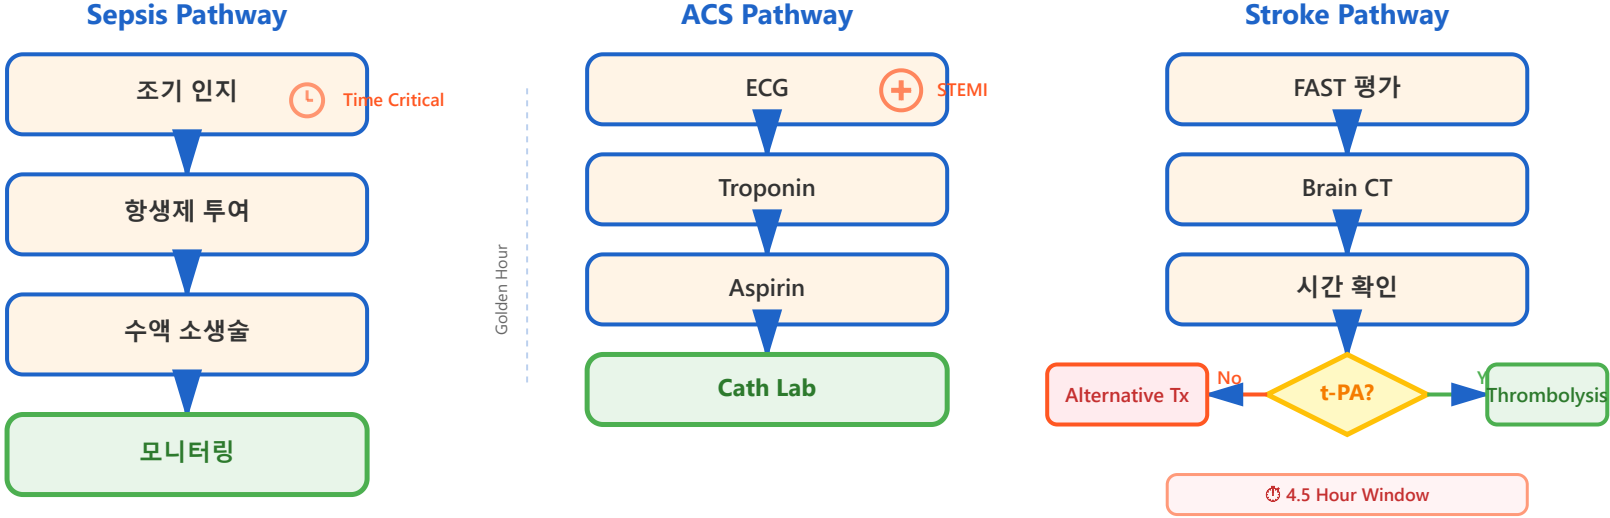 Sepsis Pathway
조기 인지
Time Critical
항생제 투여
수액 소생술
모니터링
Golden Hour
ACS Pathway
ECG
STEMI
Troponin
Aspirin
Cath Lab
Stroke Pathway
FAST 평가
Brain CT
시간 확인
t-PA?
No
Alternative Tx
Thrombolysis
⏱ 4.5 Hour Window